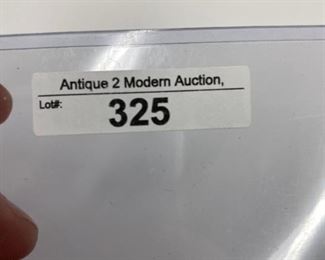 Antique 2 Modern Auction,
Lot#:
325